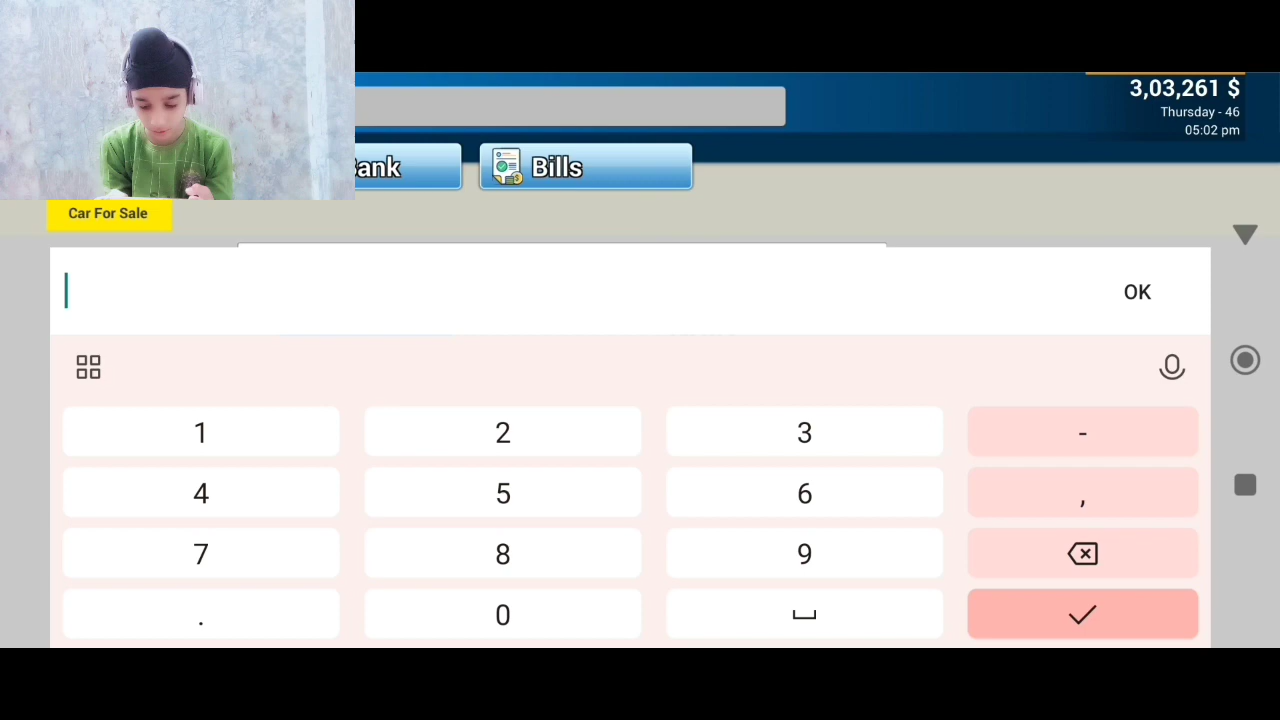 3,03,261 $
Thursday - 46
05:02 pm
ank
Bills
Car For Sale
OK
1 2 3 -
4 5 6 ,
7 8 9
. 0